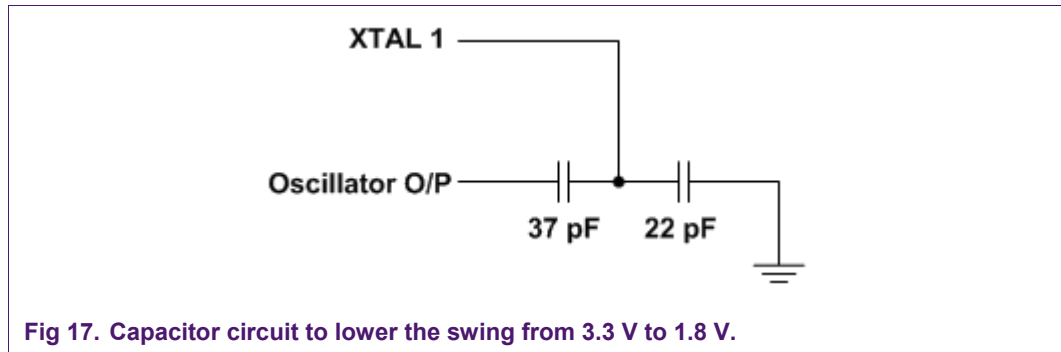 XTAL 1
Oscillator O/P
37 pF
22 pF
Fig 17. Capacitor circuit to lower the swing from 3.3 V to 1.8 V.